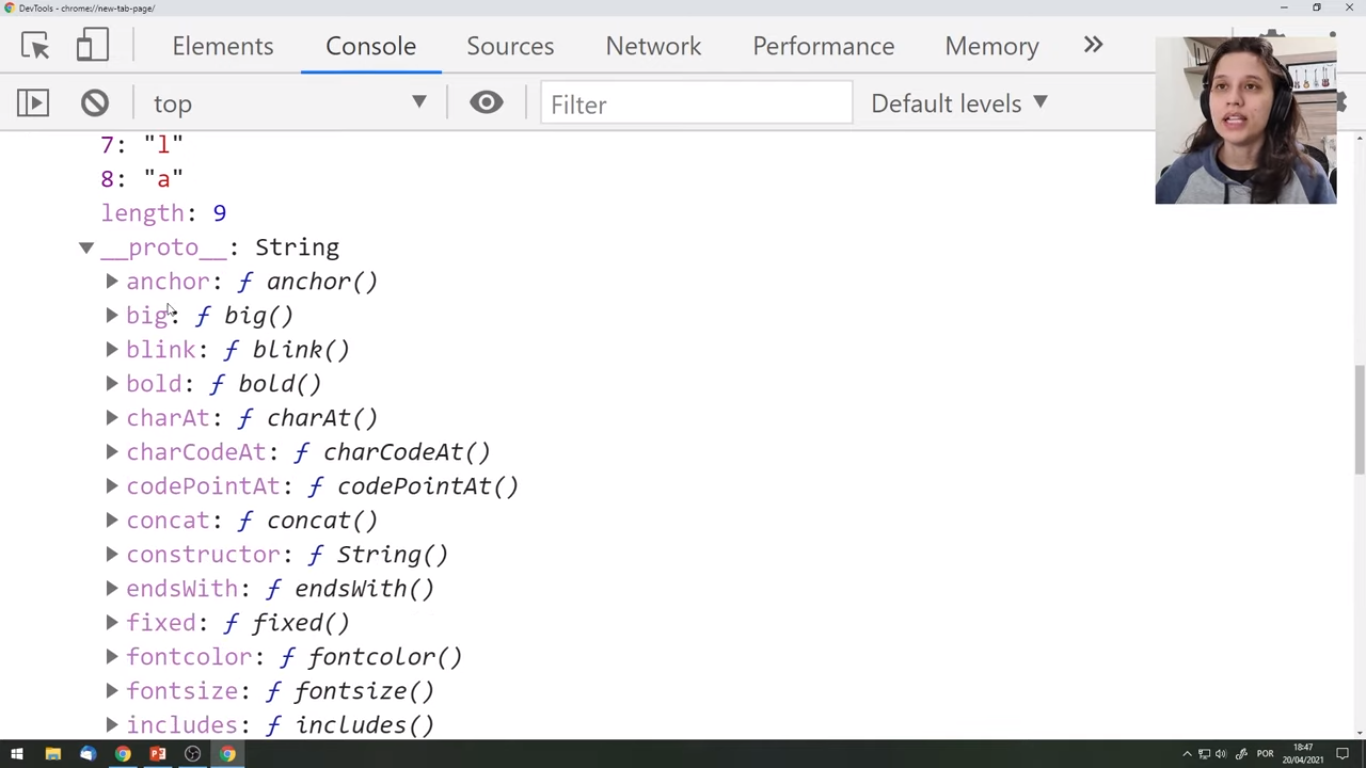 DevTools - chrome://new-tab-page/
Elements Console Sources Network Performance Memory »
top Filter Default levels ▼
7: "l"
8: "a"
length: 9
__proto__: String
anchor: ƒ anchor()
big: ƒ big()
blink: ƒ blink()
bold: ƒ bold()
charAt: ƒ charAt()
charCodeAt: ƒ charCodeAt()
codePointAt: ƒ codePointAt()
concat: ƒ concat()
constructor: ƒ String()
endsWith: ƒ endsWith()
fixed: ƒ fixed()
fontcolor: ƒ fontcolor()
fontsize: ƒ fontsize()
includes: ƒ includes()
POR
18:47
20/04/2021